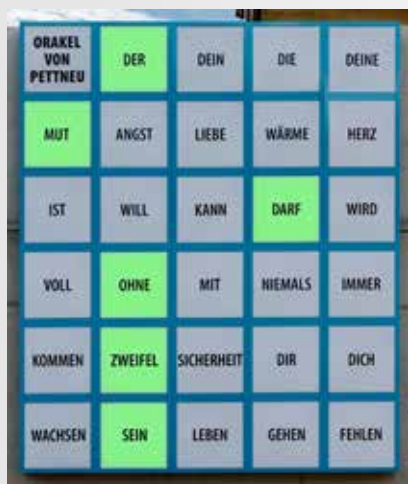 ORAKEL
VON
PETTNEU
DER
DEIN
DIE
DEINE
MUT
ANGST
LIEBE
WÄRME
HERZ
IST
WILL
KANN
DARF
WIRD
VOLL
OHNE
MIT
NIEMALS
IMMER
KOMMEN
ZWEIFEL
SICHERHEIT
DIR
DICH
WACHSEN
SEIN
LEBEN
GEHEN
FEHLEN